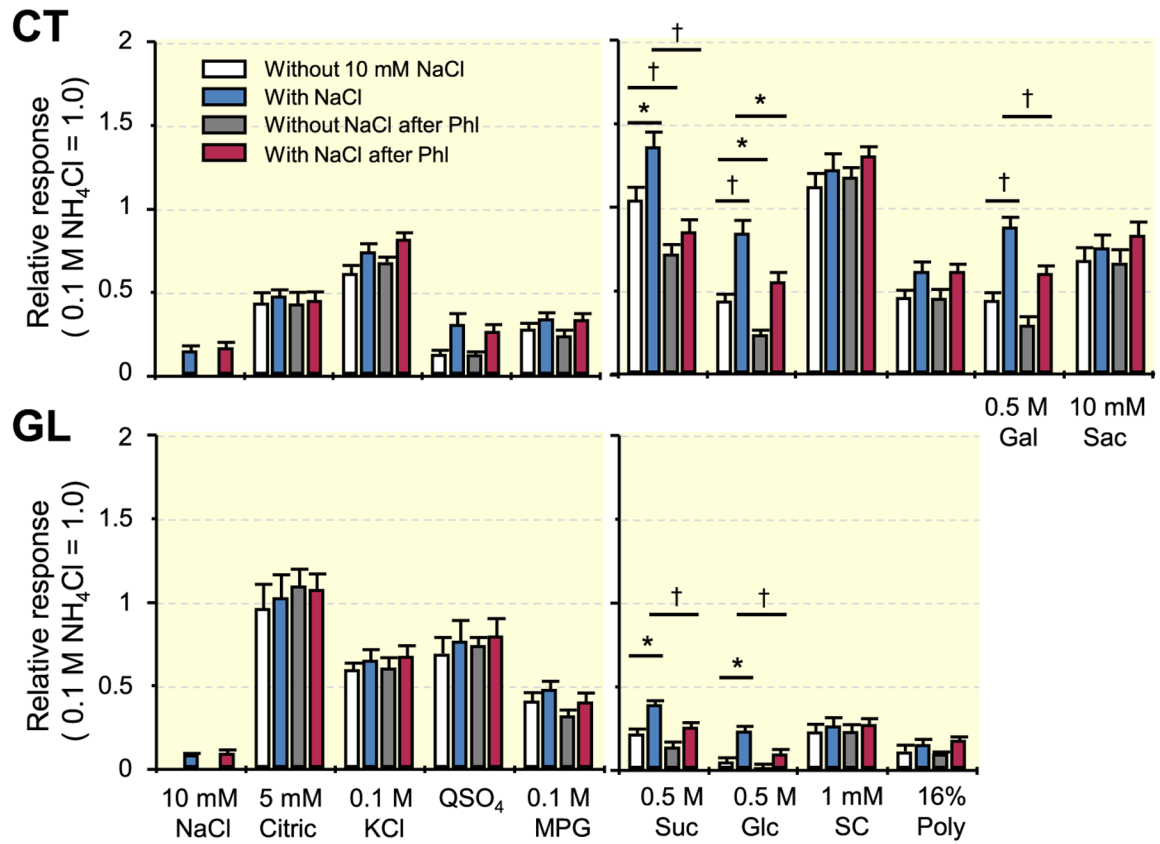 CT
Relative response
( 0.1 M NH₄Cl = 1.0)
2
1.5
1
0.5
0
Without 10 mM NaCl
With NaCl
Without NaCl after Phl
With NaCl after Phl
†
†
*
*
*
†
†
†
0.5 M
Gal
10 mM
Sac
GL
Relative response
( 0.1 M NH₄Cl = 1.0)
2
1.5
1
0.5
0
†
*
†
*
10 mM
NaCl
5 mM
Citric
0.1 M
KCl
QSO₄
0.1 M
MPG
0.5 M
Suc
0.5 M
Glc
1 mM
SC
16%
Poly